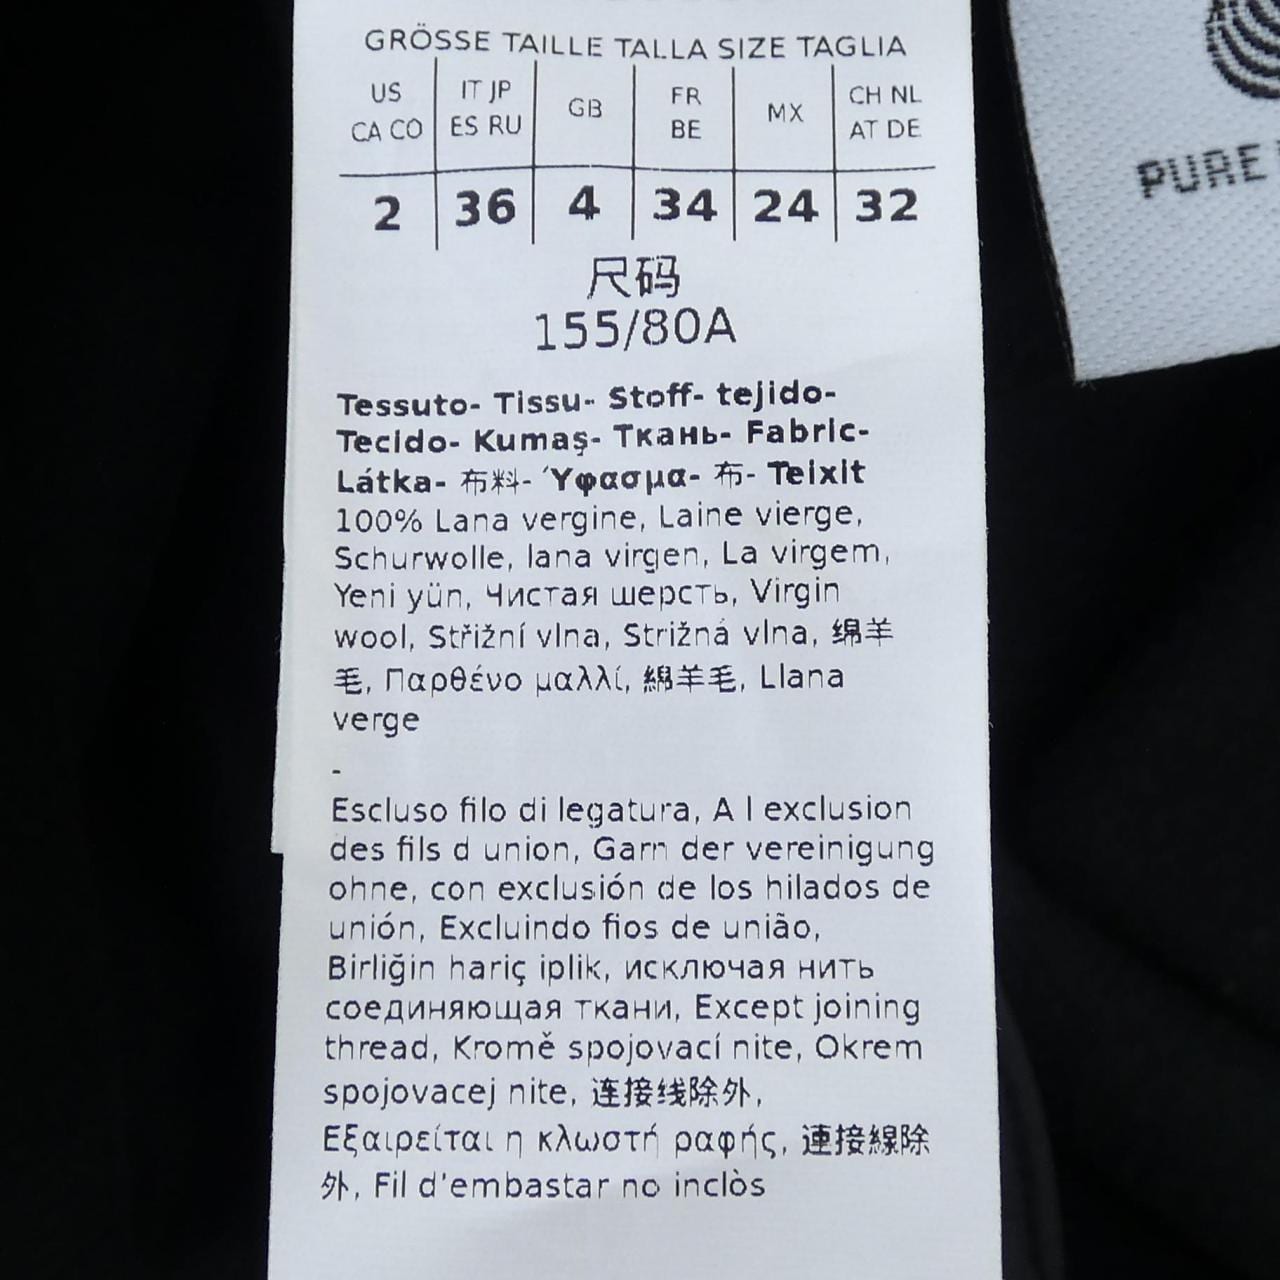 GRÖSSE TAILLE TALLA SIZE TAGLIA
US CA CO | IT JP ES RU | GB | FR BE | MX | CH NL AT DE
2 | 36 | 4 | 34 | 24 | 32
尺码
155/80A
Tessuto- Tissu- Stoff- tejido-
Tecido- Kumaş- Ткань- Fabric-
Látka- 布料- Ύφασμα- 布- Teixit
100% Lana vergine, Laine vierge,
Schurwolle, lana virgen, La virgem,
Yeni yün, Чистая шерсть, Virgin
wool, Střižní vlna, Strižná vlna, 绵羊
毛, Παρθένο μαλλί, 綿羊毛, Llana
verge
-
Escluso filo di legatura, A l exclusion
des fils d union, Garn der vereinigung
ohne, con exclusión de los hilados de
unión, Excluindo fios de união,
Birliğin hariç iplik, исключая нить
соединяющая ткани, Except joining
thread, Kromě spojovací nite, Okrem
spojovacej nite, 连接线除外,
Εξαιρείται η κλωστή ραφής, 連接線除
外, Fil d'embastar no inclòs
PURE